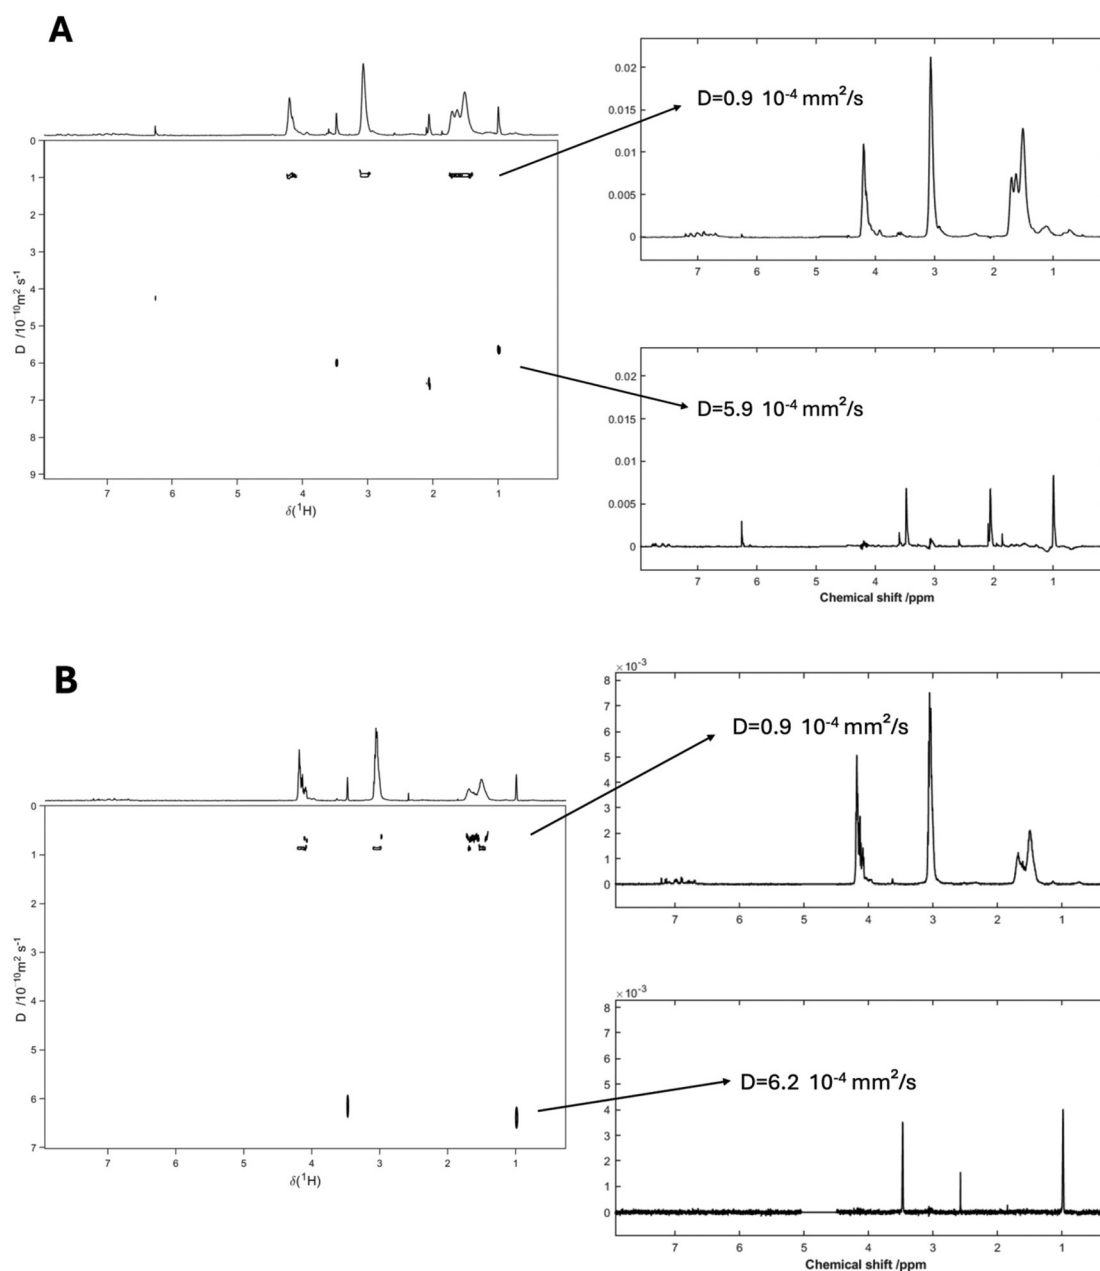 A
0
1
2
3
4
5
6
7
8
9
D /10⁻¹⁰m² s⁻¹
7 6 5 4 3 2 1
δ(¹H)
D=0.9 10⁻⁴ mm²/s
0.02
0.015
0.01
0.005
0
7 6 5 4 3 2 1
D=5.9 10⁻⁴ mm²/s
0.02
0.015
0.01
0.005
0
7 6 5 4 3 2 1
Chemical shift /ppm
B
0
1
2
3
4
5
6
7
D /10⁻¹⁰m² s⁻¹
7 6 5 4 3 2 1
δ(¹H)
×10⁻³
D=0.9 10⁻⁴ mm²/s
8
7
6
5
4
3
2
1
0
7 6 5 4 3 2 1
×10⁻³
D=6.2 10⁻⁴ mm²/s
8
7
6
5
4
3
2
1
0
7 6 5 4 3 2 1
Chemical shift /ppm